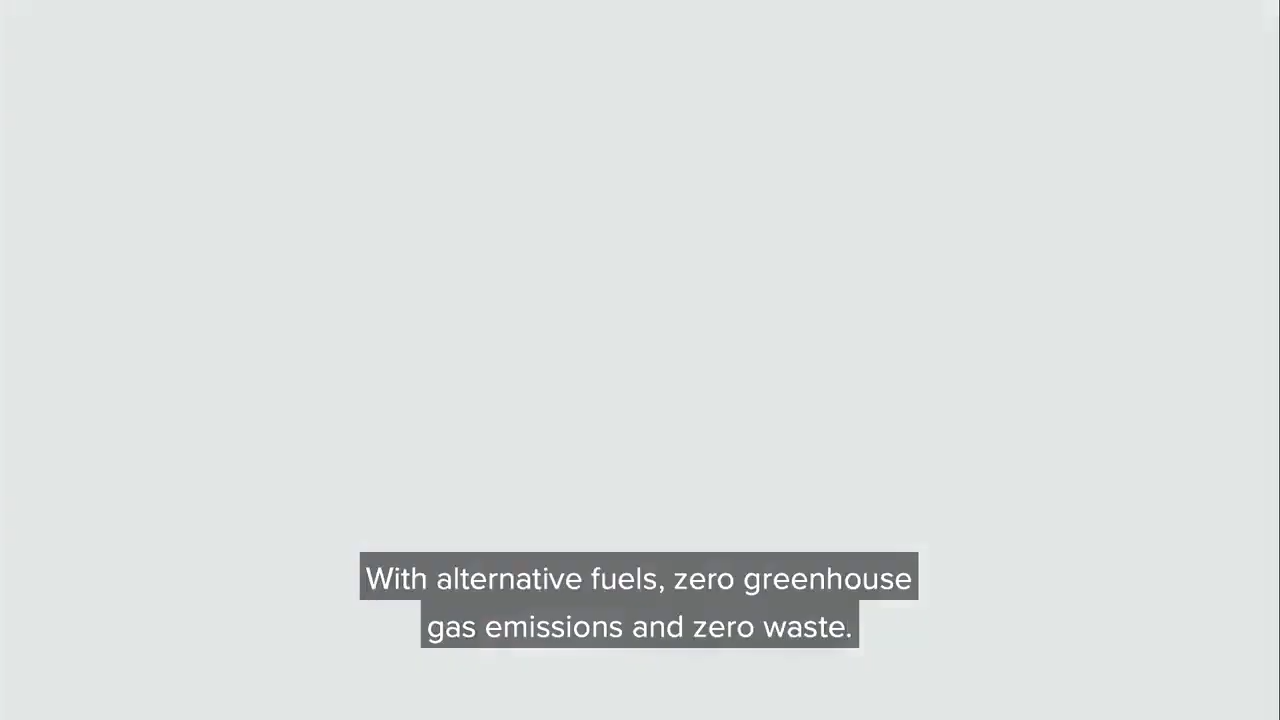 With alternative fuels, zero greenhouse
gas emissions and zero waste.